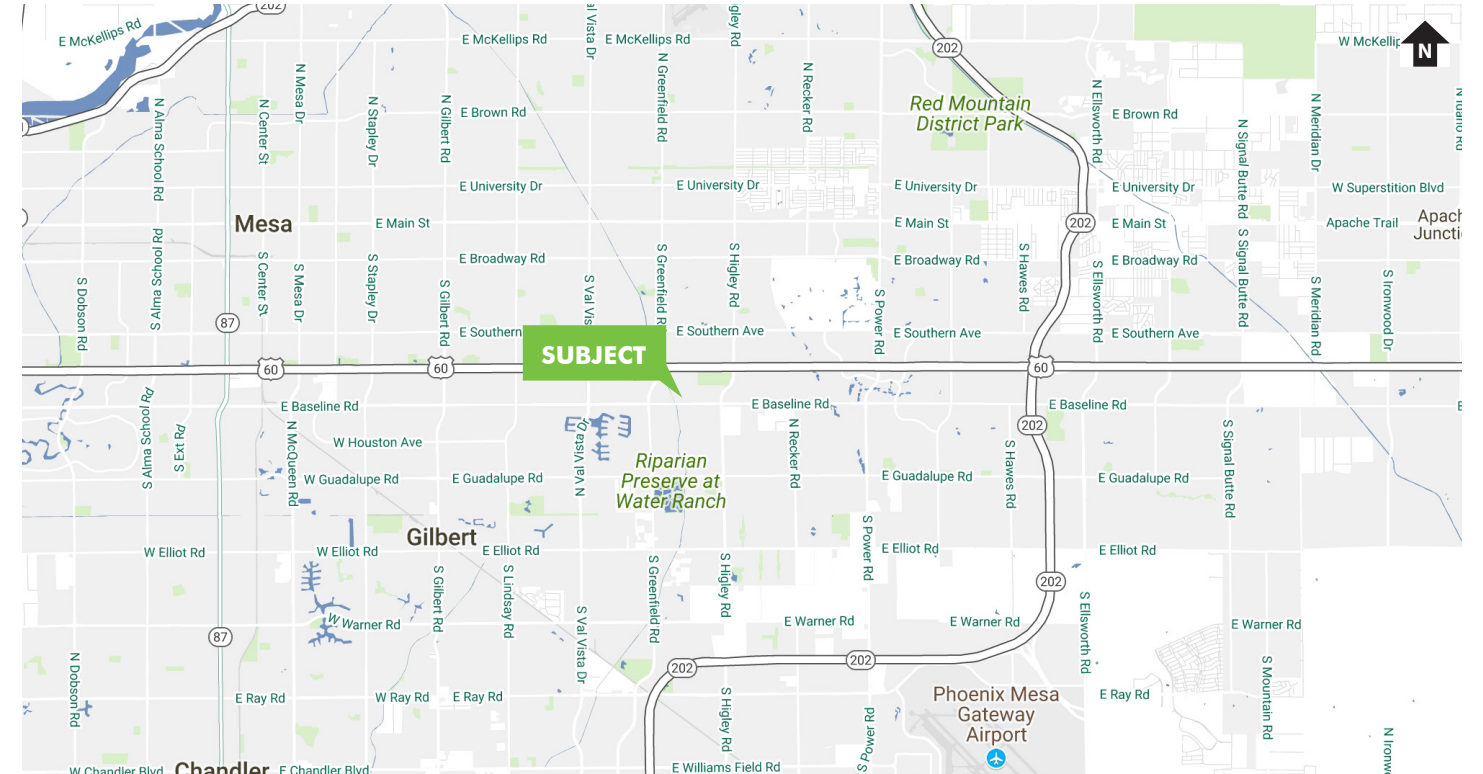 202
E McKellips Rd
al Vista Dr
E McKellips Rd
E McKellips Rd
gley Rd
202
W McKellip
N
N Alma School Rd
N Center St
N Mesa Dr
N Stapley Dr
N Gilbert Rd
E Brown Rd
N Greenfield Rd
N Recker Rd
Red Mountain
District Park
N Ellsworth Rd
E Brown Rd
N Signal Butte Rd
N Meridian Dr
N Idaho Rd
E University Dr
E University Dr
E University Dr
E University Dr
W Superstition Blvd
Mesa
E Main St
E Main St
202
E Main St
Apache Trail
Apach
Juncti
S Dobson Rd
S Alma School Rd
S Center St
S Mesa Dr
S Stapley Dr
S Gilbert Rd
E Broadway Rd
S Val Vis
S Greenfield R
S Higley Rd
E Broadway Rd
S Power Rd
S Hawes Rd
S Ellsworth Rd
E Broadway Rd
S Signal Butte Rd
S Meridian Rd
S Ironwood Dr
87
E Southern
E Southern Ave
E Southern Ave
E Southern Ave
SUBJECT
60
60
60
S Alma School Rd
S Ext Rd
E Baseline Rd
E Baseline Rd
E Baseline Rd
E
N McQueen Rd
W Houston Ave
N Val Vista Dr
N Recker Rd
202
S Hawes Rd
S Signal Butte Rd
W Guadalupe Rd
E Guadalupe Rd
Riparian
Preserve at
Water Ranch
E Guadalupe Rd
E Guadalupe Rd
Gilbert
W Elliot Rd
W Elliot Rd
E Elliot Rd
S Power Rd
E Elliot Rd
E Elliot Rd
S Gilbert Rd
S Lindsay Rd
S Val Vista Dr
S Greenfield Rd
S Higley Rd
202
S Ellsworth Rd
87
W Warner Rd
E Warner Rd
E Warner Rd
E Warner Rd
202
202
N Dobson Rd
E Ray Rd
W Ray Rd
E Ray Rd
S Higley Rd
S Power Rd
Phoenix Mesa
Gateway
Airport
E Ray Rd
S Mountain Rd
N Ironw
W Chandler Blvd
Chandler
E Chandler Blvd
E Williams Field Rd